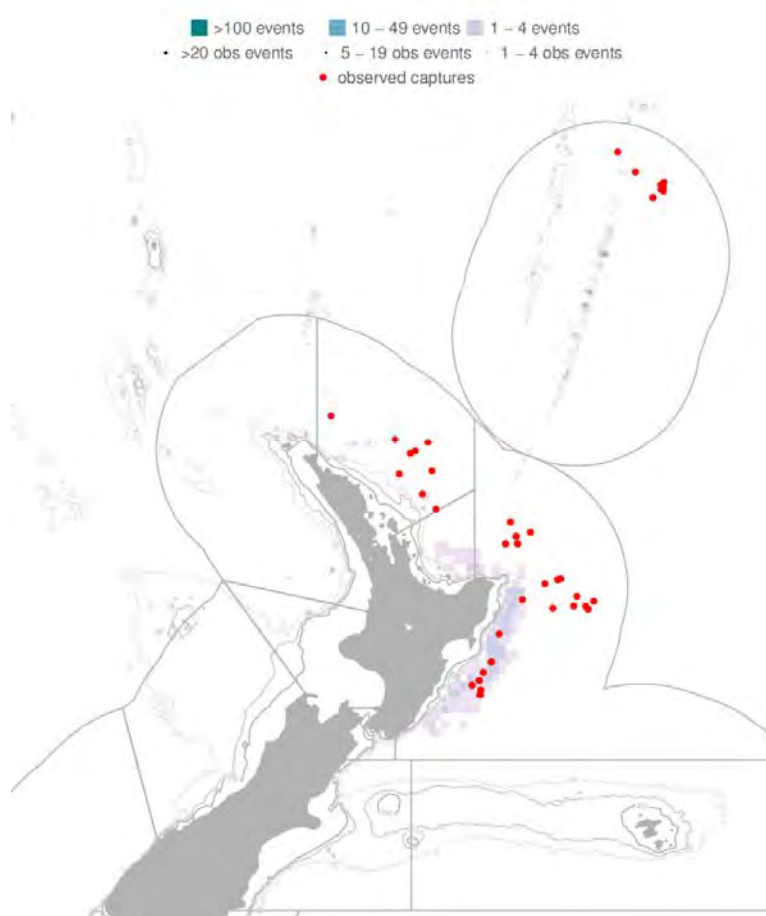 >100 events 10 – 49 events 1 – 4 events
>20 obs events 5 – 19 obs events 1 – 4 obs events
observed captures